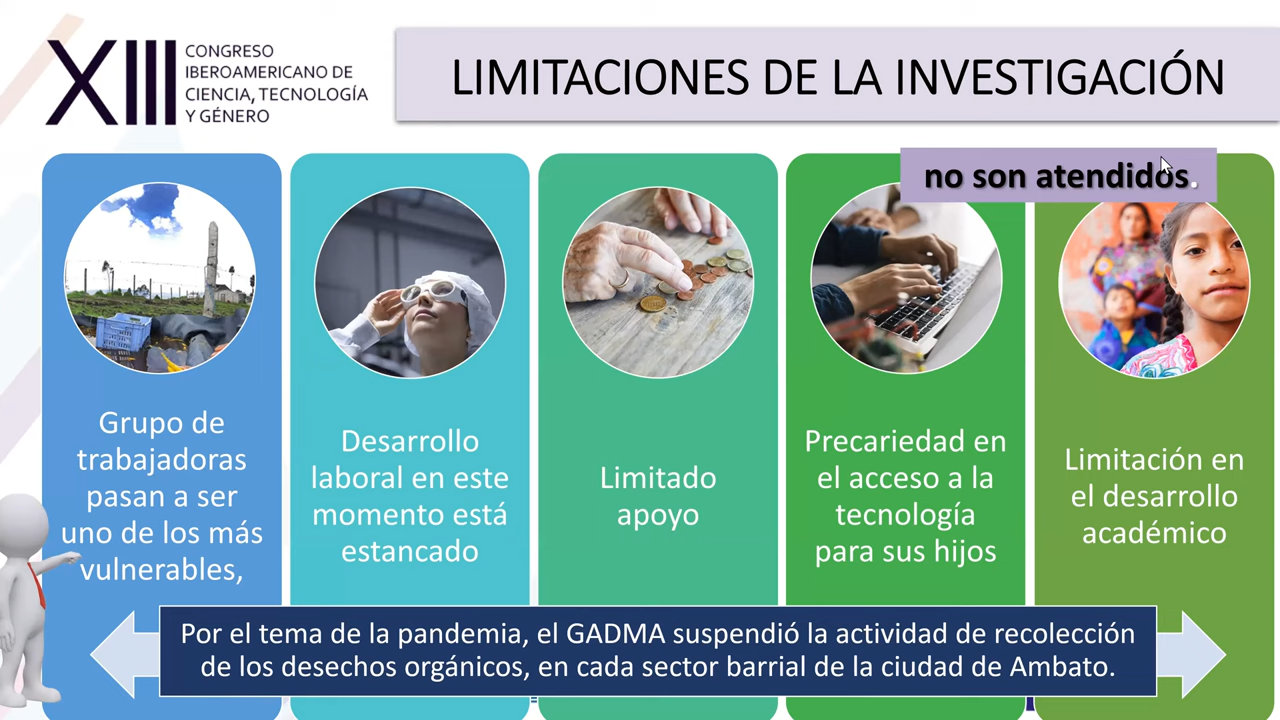 XIII
CONGRESO
IBEROAMERICANO DE
CIENCIA, TECNOLOGÍA
Y GÉNERO
LIMITACIONES DE LA INVESTIGACIÓN
no son atendidos.
Grupo de
trabajadoras
pasan a ser
uno de los más
vulnerables,
Desarrollo
laboral en este
momento está
estancado
Limitado
apoyo
Precariedad en
el acceso a la
tecnología
para sus hijos
Limitación en
el desarrollo
académico
Por el tema de la pandemia, el GADMA suspendió la actividad de recolección
de los desechos orgánicos, en cada sector barrial de la ciudad de Ambato.